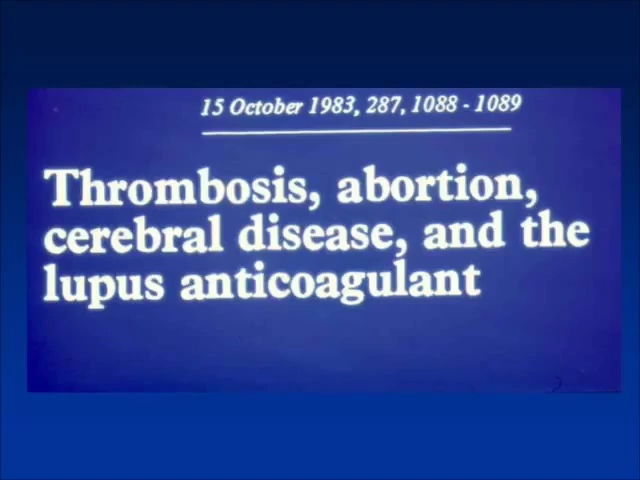 15 October 1983, 287, 1088 - 1089
Thrombosis, abortion,
cerebral disease, and the
lupus anticoagulant